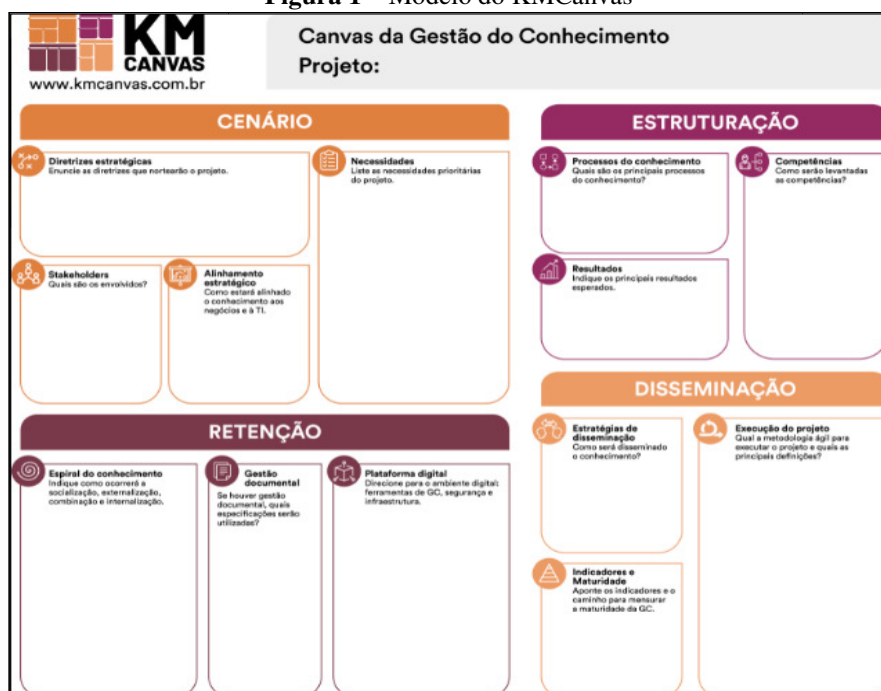 Figura 1 – Modelo do KMCanvas
KM
CANVAS
www.kmcanvas.com.br
Canvas da Gestão do Conhecimento
Projeto:
CENÁRIO
Diretrizes estratégicas
Enuncie as diretrizes que nortearão o projeto.
Necessidades
Liste as necessidades prioritárias
do projeto.
Stakeholders
Quais são os envolvidos?
Alinhamento
estratégico
Como estará alinhado
o conhecimento aos
negócios e à TI.
ESTRUTURAÇÃO
Processos do conhecimento
Quais são os principais processos
do conhecimento?
Competências
Como serão levantadas
as competências?
Resultados
Indique os principais resultados
esperados.
RETENÇÃO
Espiral do conhecimento
Indique como ocorrerá a
socialização, externalização,
combinação e internalização.
Gestão
documental
Se houver gestão
documental, quais
especificações serão
utilizadas?
Plataforma digital
Direcione para o ambiente digital:
ferramentas de GC, segurança e
infraestrutura.
DISSEMINAÇÃO
Estratégias de
disseminação
Como será disseminado
o conhecimento?
Execução do projeto
Qual a metodologia ágil para
executar o projeto e quais as
principais definições?
Indicadores e
Maturidade
Aponte os indicadores e o
caminho para mensurar
a maturidade da GC.